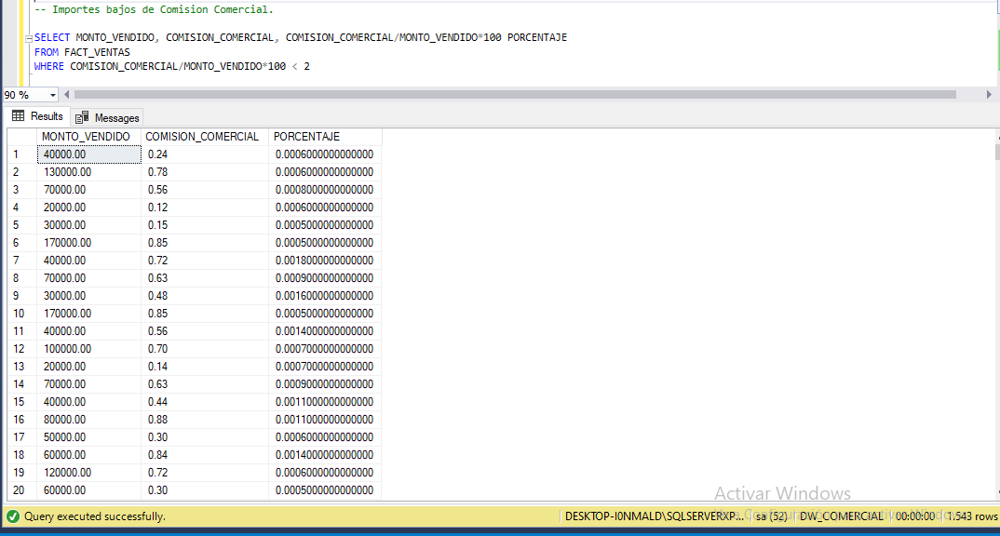 -- Importes bajos de Comision Comercial.
SELECT MONTO_VENDIDO, COMISION_COMERCIAL, COMISION_COMERCIAL/MONTO_VENDIDO*100 PORCENTAJE
FROM FACT_VENTAS
WHERE COMISION_COMERCIAL/MONTO_VENDIDO*100 < 2
90 %
Results Messages
MONTO_VENDIDO COMISION_COMERCIAL PORCENTAJE
1 40000.00 0.24 0.0006000000000000
2 130000.00 0.78 0.0006000000000000
3 70000.00 0.56 0.0008000000000000
4 20000.00 0.12 0.0006000000000000
5 30000.00 0.15 0.0005000000000000
6 170000.00 0.85 0.0005000000000000
7 40000.00 0.72 0.0018000000000000
8 70000.00 0.63 0.0009000000000000
9 30000.00 0.48 0.0016000000000000
10 170000.00 0.85 0.0005000000000000
11 40000.00 0.56 0.0014000000000000
12 100000.00 0.70 0.0007000000000000
13 20000.00 0.14 0.0007000000000000
14 70000.00 0.63 0.0009000000000000
15 40000.00 0.44 0.0011000000000000
16 80000.00 0.88 0.0011000000000000
17 50000.00 0.30 0.0006000000000000
18 60000.00 0.84 0.0014000000000000
19 120000.00 0.72 0.0006000000000000
20 60000.00 0.30 0.0005000000000000
Activar Windows
Query executed successfully. DESKTOP-I0NMALD\SQLSERVERXP... sa (52) DW_COMERCIAL 00:00:00 1.543 rows